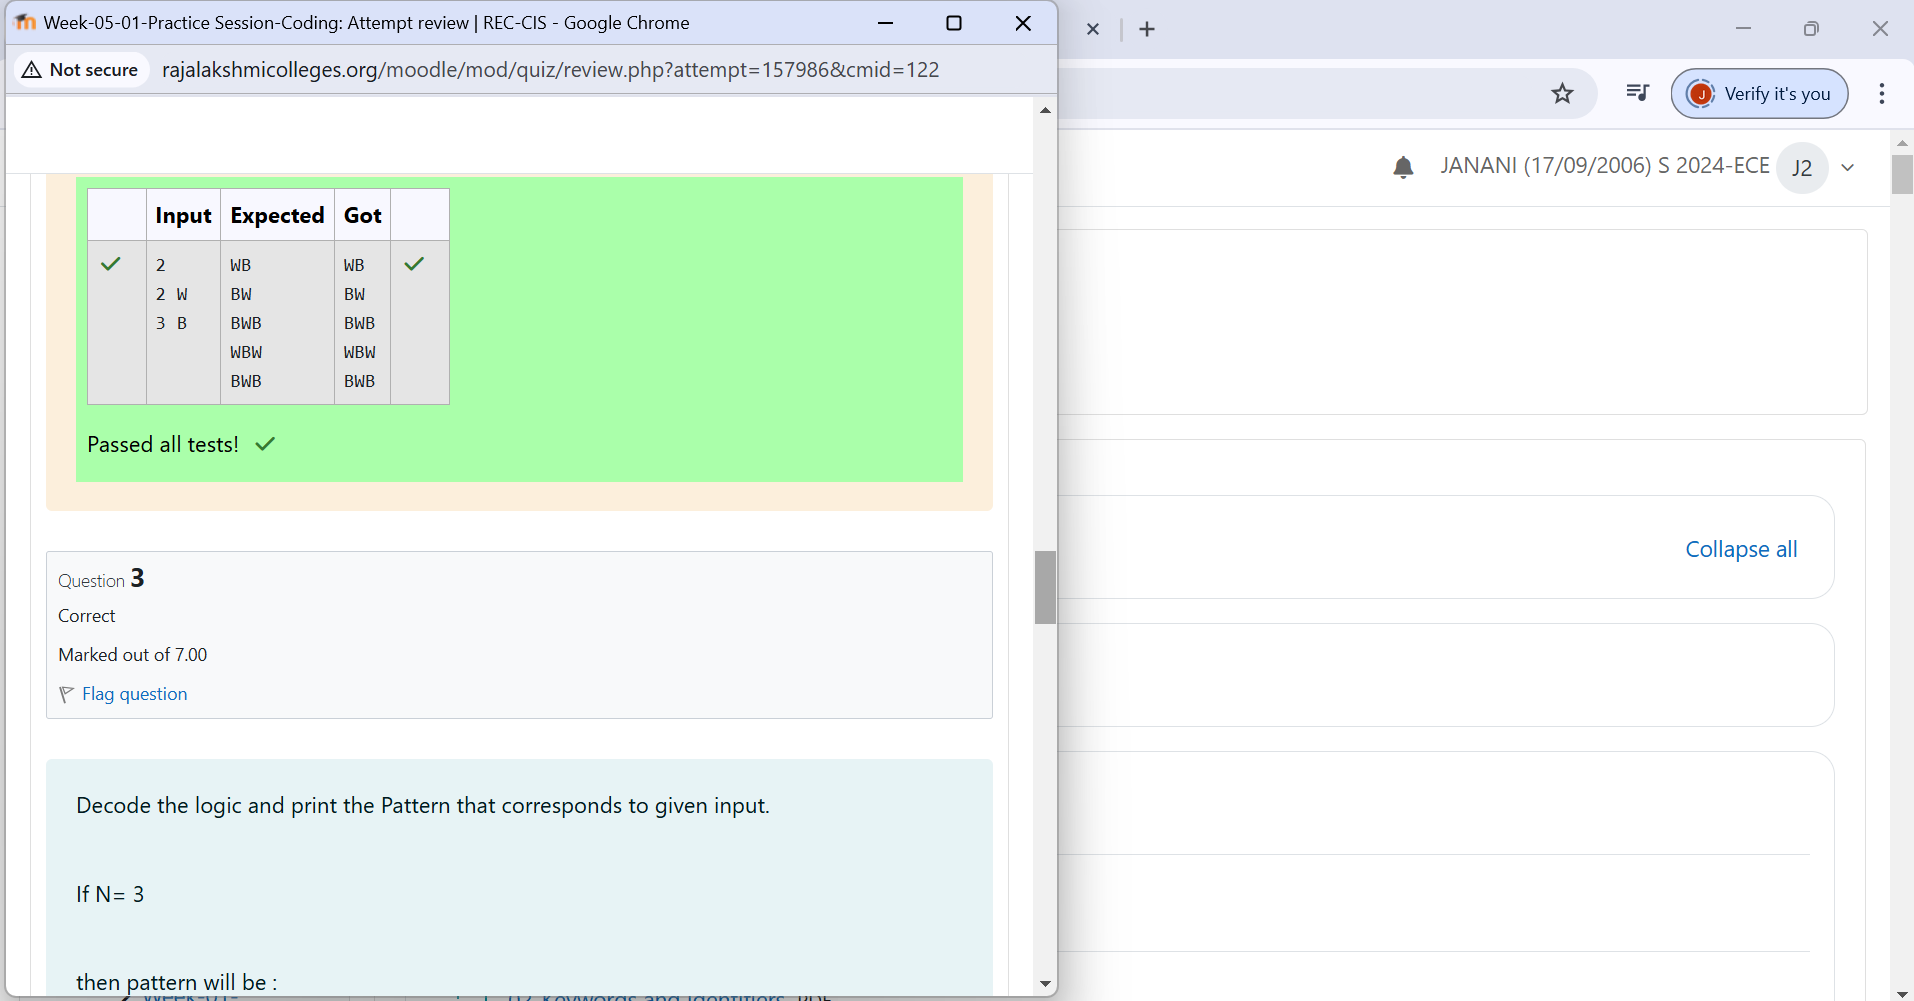 Week-05-01-Practice Session-Coding: Attempt review | REC-CIS - Google Chrome
Not secure
rajalakshmicolleges.org/moodle/mod/quiz/review.php?attempt=157986&cmid=122
Verify it's you
JANANI (17/09/2006) S 2024-ECE
J2
Input Expected Got
2 WB WB
2 W BW BW
3 B BWB BWB
WBW WBW
BWB BWB
Passed all tests!
Question 3
Correct
Marked out of 7.00
Flag question
Collapse all
Decode the logic and print the Pattern that corresponds to given input.
If N= 3
then pattern will be :